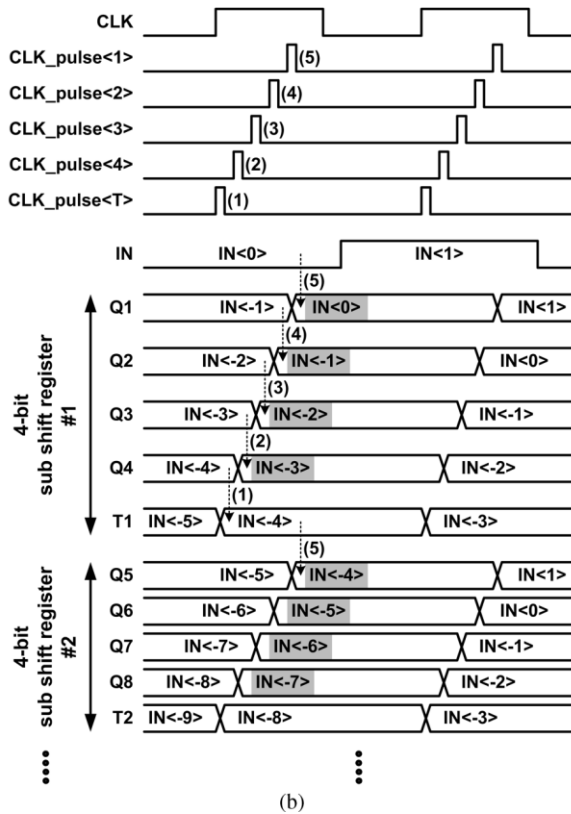 CLK
CLK_pulse<1> (5)
CLK_pulse<2> (4)
CLK_pulse<3> (3)
CLK_pulse<4> (2)
CLK_pulse<T> (1)
IN IN<0> IN<1>
(5)
Q1 IN<-1> IN<0> IN<1>
(4)
Q2 IN<-2> IN<-1> IN<0>
(3)
Q3 IN<-3> IN<-2> IN<-1>
(2)
Q4 IN<-4> IN<-3> IN<-2>
(1)
T1 IN<-5> IN<-4> IN<-3>
4-bit
sub shift register
#1
(5)
Q5 IN<-5> IN<-4> IN<1>
Q6 IN<-6> IN<-5> IN<0>
Q7 IN<-7> IN<-6> IN<-1>
Q8 IN<-8> IN<-7> IN<-2>
T2 IN<-9> IN<-8> IN<-3>
4-bit
sub shift register
#2
(b)